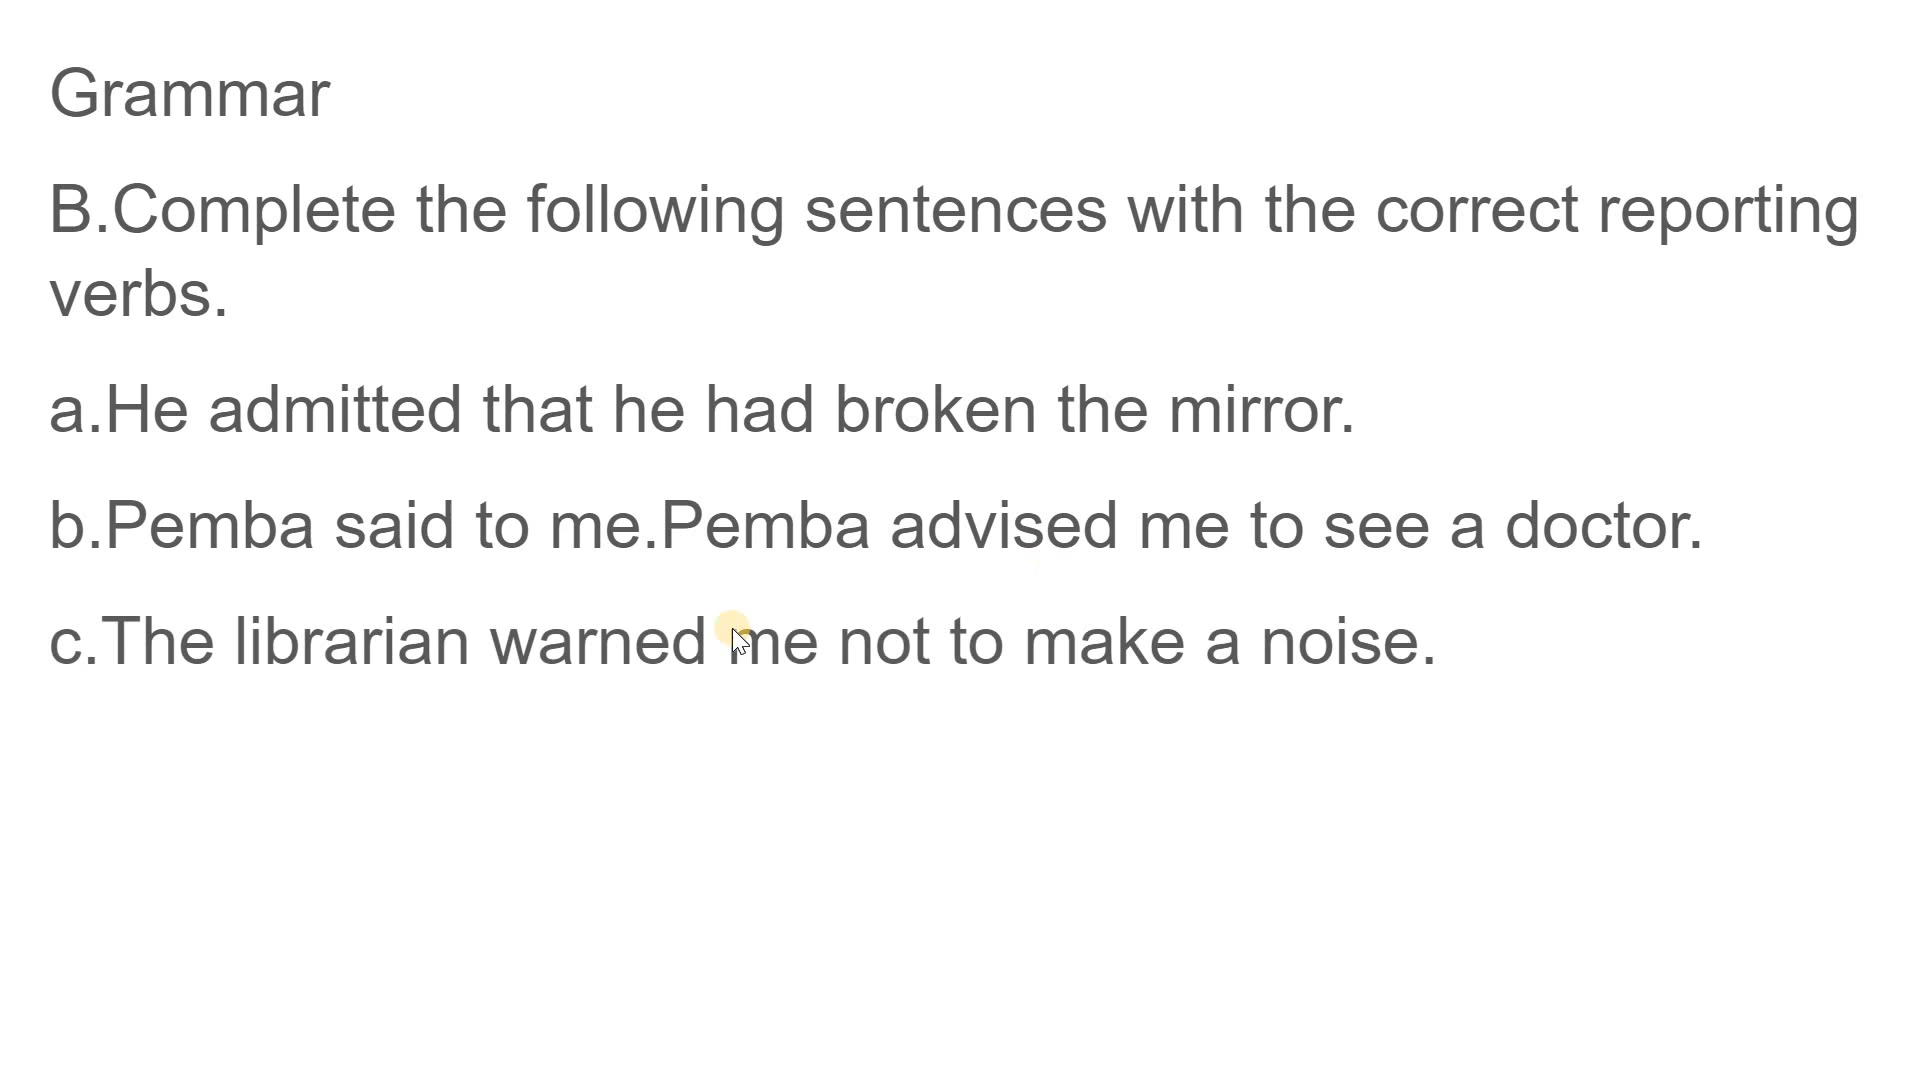 Grammar
B.Complete the following sentences with the correct reporting
verbs.
a.He admitted that he had broken the mirror.
b.Pemba said to me.Pemba advised me to see a doctor.
c.The librarian warned me not to make a noise.